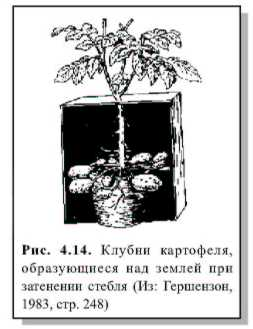 Рис. 4.14. Клубни картофеля,
образующиеся над землей при
затенении стебля (Из: Гершензон,
1983, стр. 248)